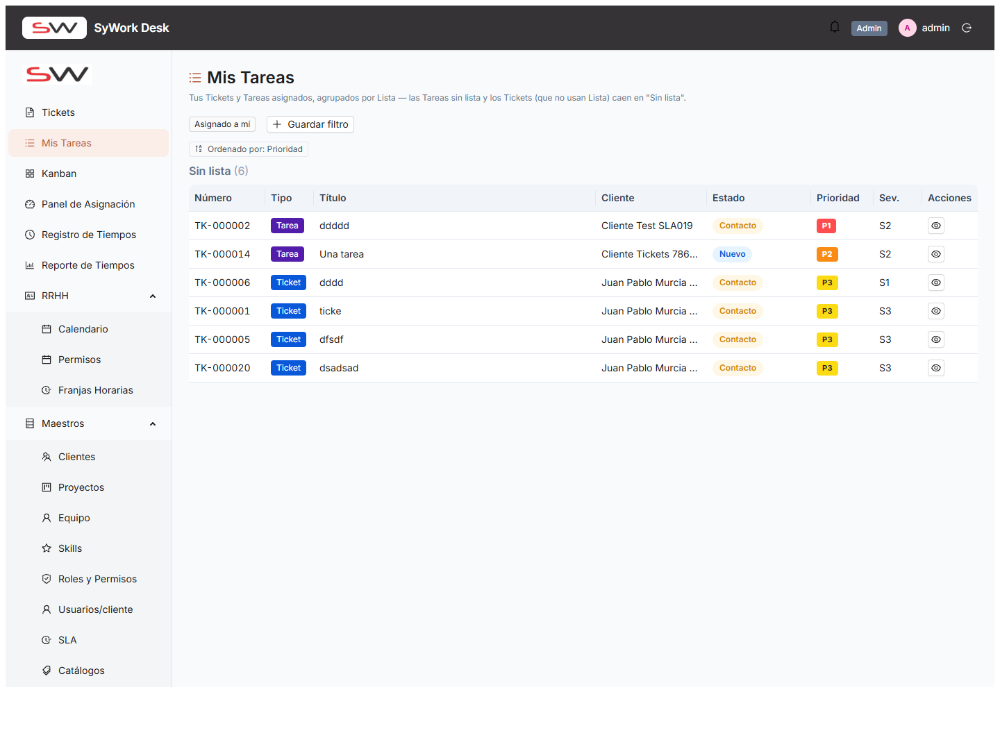 SW SyWork Desk Admin A admin
SW
Tickets
Mis Tareas
Kanban
Panel de Asignación
Registro de Tiempos
Reporte de Tiempos
RRHH
Calendario
Permisos
Franjas Horarias
Maestros
Clientes
Proyectos
Equipo
Skills
Roles y Permisos
Usuarios/cliente
SLA
Catálogos
Mis Tareas
Tus Tickets y Tareas asignados, agrupados por Lista — las Tareas sin lista y los Tickets (que no usan Lista) caen en "Sin lista".
Asignado a mí Guardar filtro
Ordenado por: Prioridad
Sin lista (6)
Número Tipo Título Cliente Estado Prioridad Sev. Acciones
TK-000002 Tarea ddddd Cliente Test SLA019 Contacto P1 S2
TK-000014 Tarea Una tarea Cliente Tickets 786... Nuevo P2 S2
TK-000006 Ticket dddd Juan Pablo Murcia ... Contacto P3 S1
TK-000001 Ticket ticke Juan Pablo Murcia ... Contacto P3 S3
TK-000005 Ticket dfsdf Juan Pablo Murcia ... Contacto P3 S3
TK-000020 Ticket dsadsad Juan Pablo Murcia ... Contacto P3 S3